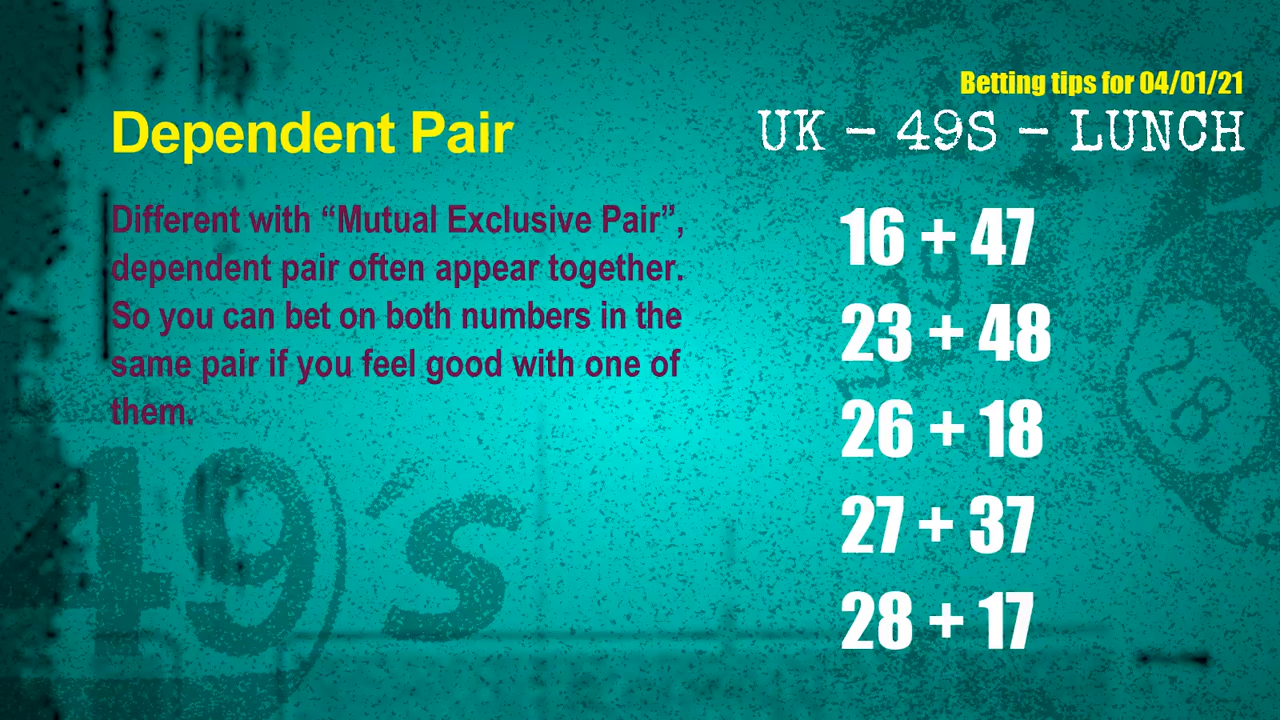 Betting tips for 04/01/21
UK - 49S - LUNCH
Dependent Pair
Different with “Mutual Exclusive Pair”,
dependent pair often appear together.
So you can bet on both numbers in the
same pair if you feel good with one of
them.
16 + 47
23 + 48
26 + 18
27 + 37
28 + 17
49's
39
28